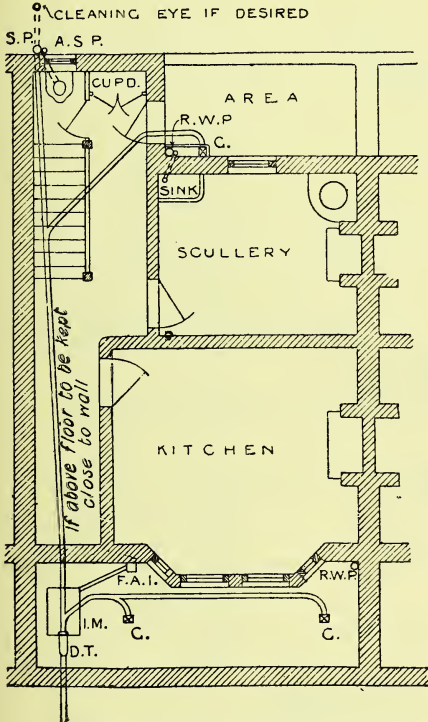 CLEANING EYE IF DESIRED
S.P. A.S P.
CUPD.
AREA
R.W.P
G.
SINK
SCULLERY
If above floor to be kept
close to wall
KITCHEN
F.A.I.
R.W.P.
I.M.
G.
G.
D.T.